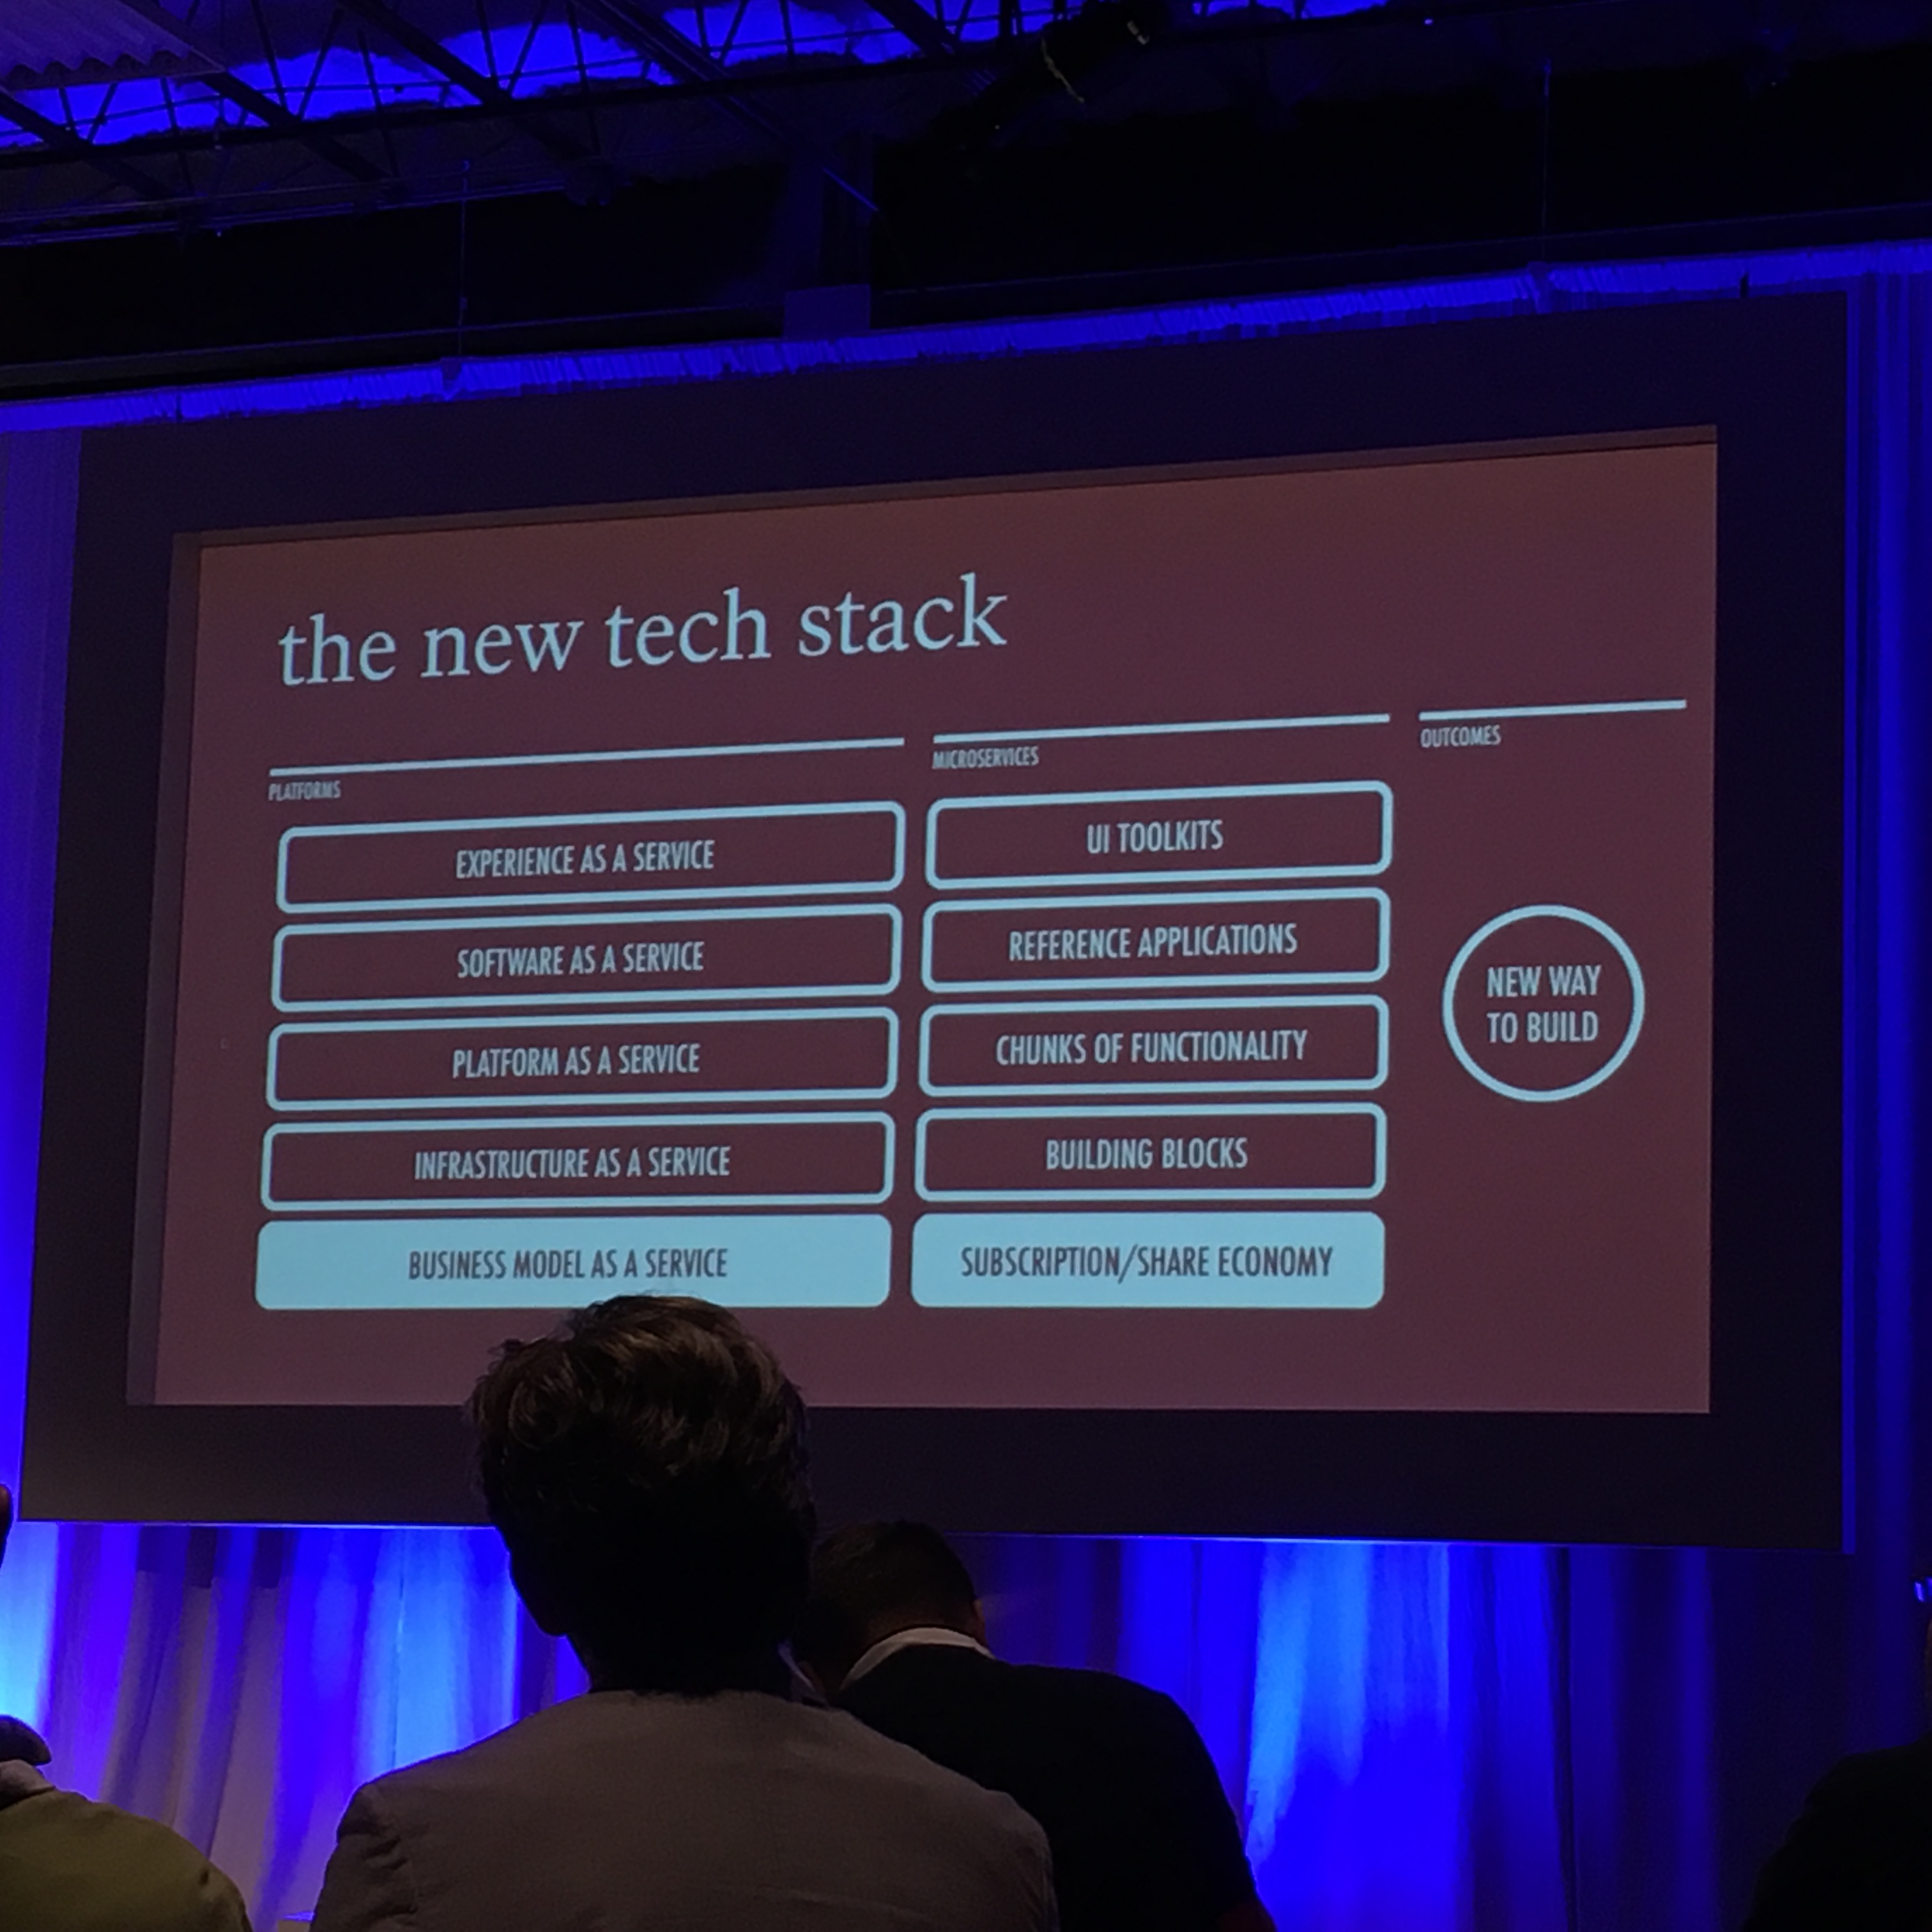 the new tech stack
PLATFORMS
MICROSERVICES
OUTCOMES
EXPERIENCE AS A SERVICE
UI TOOLKITS
SOFTWARE AS A SERVICE
REFERENCE APPLICATIONS
PLATFORM AS A SERVICE
CHUNKS OF FUNCTIONALITY
NEW WAY
TO BUILD
INFRASTRUCTURE AS A SERVICE
BUILDING BLOCKS
BUSINESS MODEL AS A SERVICE
SUBSCRIPTION/SHARE ECONOMY